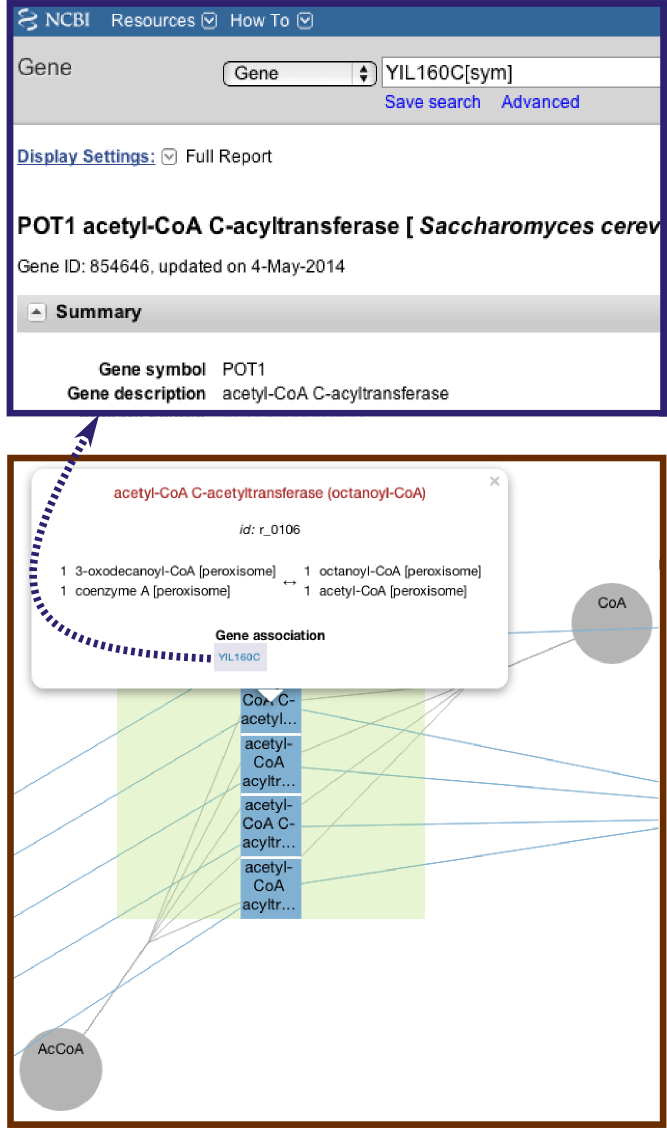 NCBI Resources How To
Gene Gene YIL160C[sym]
Save search Advanced
Display Settings: Full Report
POT1 acetyl-CoA C-acyltransferase [ Saccharomyces cerev
Gene ID: 854646, updated on 4-May-2014
Summary
Gene symbol POT1
Gene description acetyl-CoA C-acyltransferase
×
acetyl-CoA C-acetyltransferase (octanoyl-CoA)
id: r_0106
1 3-oxodecanoyl-CoA [peroxisome] ↔ 1 octanoyl-CoA [peroxisome]
1 coenzyme A [peroxisome] 1 acetyl-CoA [peroxisome]
Gene association
YIL160C
CoA
CoA C-
acetyl...
acetyl-
CoA
acyltr...
acetyl-
CoA C-
acyltr...
acetyl-
CoA
acyltr...
AcCoA